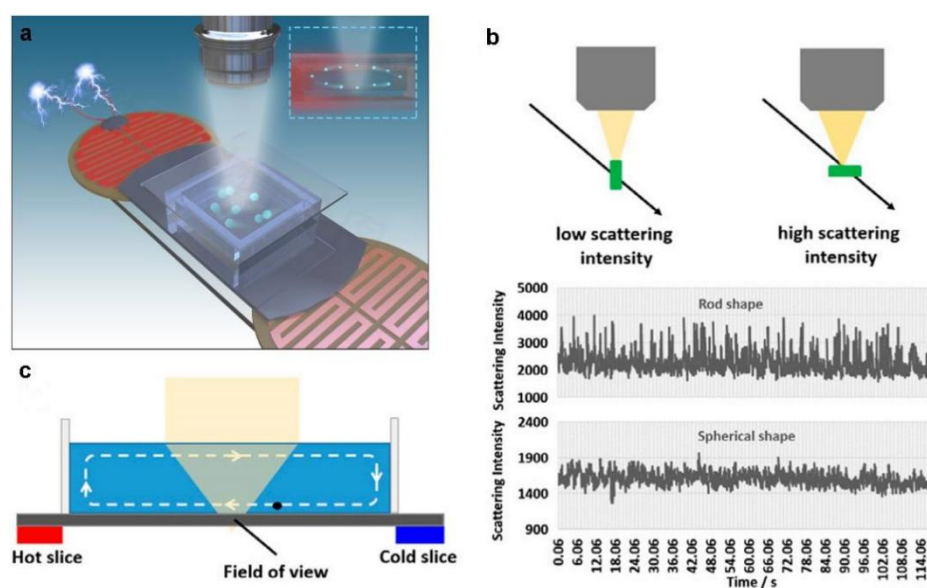 a
b
low scattering
intensity
high scattering
intensity
5000
4000
3000
2000
1000
Scattering Intensity
Rod shape
2400
1900
1400
900
Scattering Intensity
Spherical shape
0.06
6.06
12.06
18.06
24.06
30.06
36.06
42.06
48.06
54.06
60.06
66.06
72.06
78.06
84.06
90.06
96.06
102.06
108.06
114.06
Time / s
c
Hot slice
Field of view
Cold slice